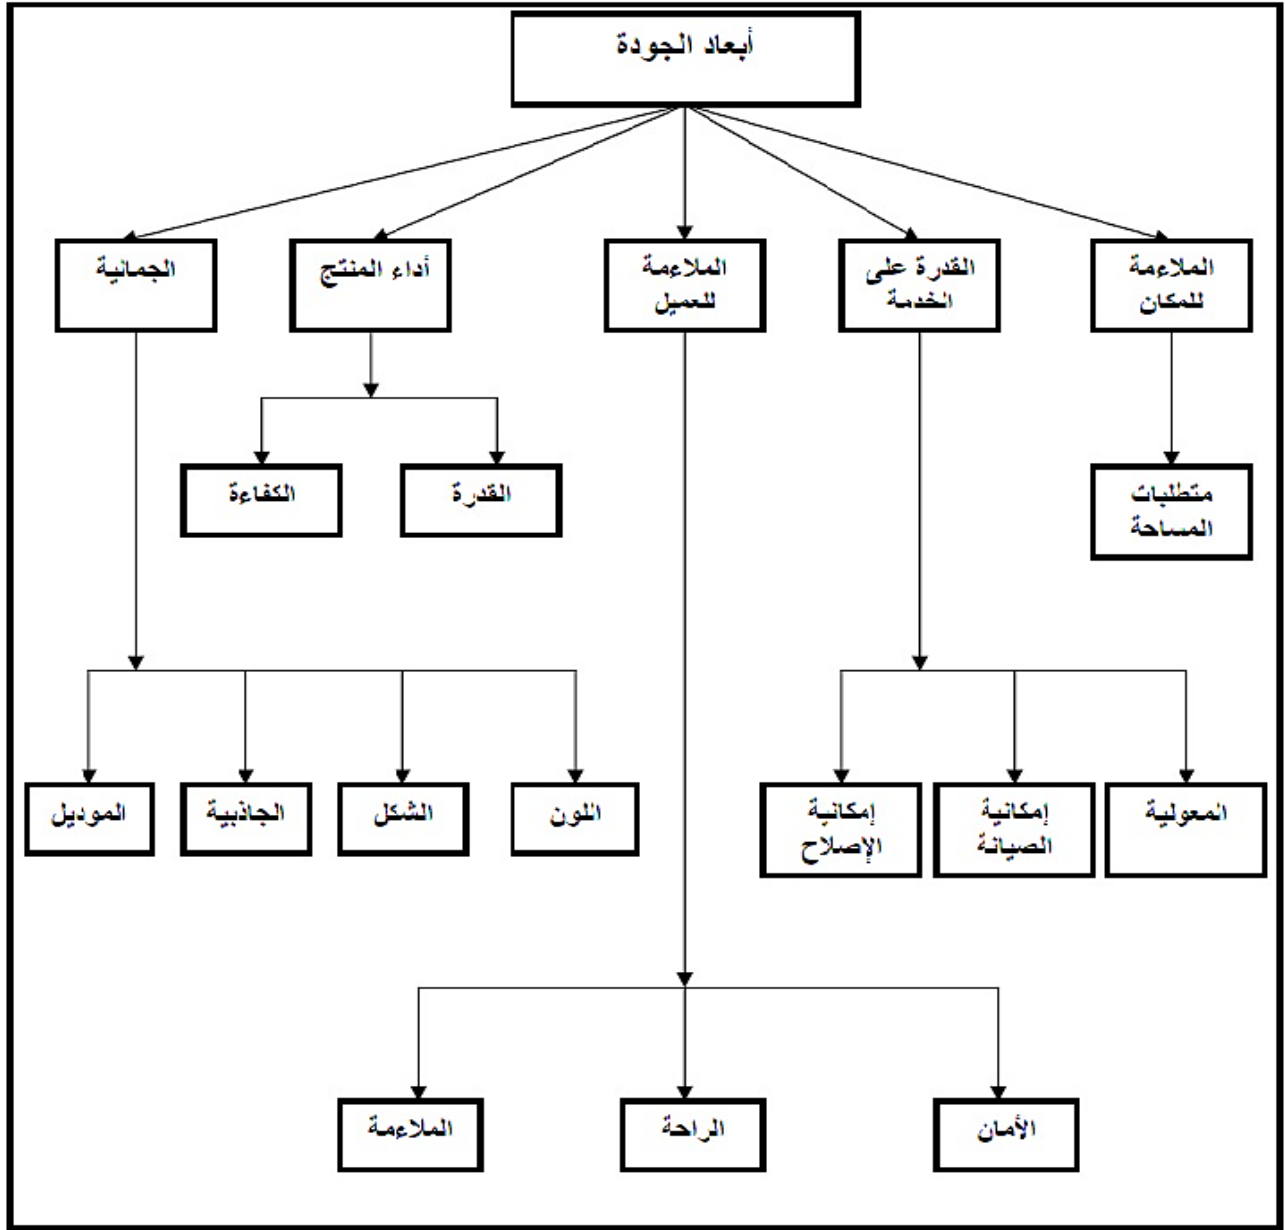 أبعاد الجودة
الملاءمة
للمكان
القدرة على
الخدمة
الملاءمة
للعميل
أداء المنتج
الجمالية
متطلبات
المساحة
القدرة
الكفاءة
المعولية
إمكانية
الصيانة
إمكانية
الإصلاح
اللون
الشكل
الجاذبية
الموديل
الأمان
الراحة
الملاءمة